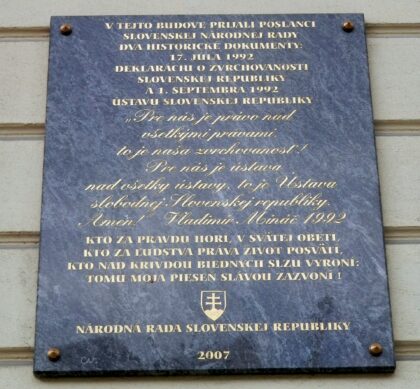 V TEJTO BUDOVE PRIJALI POSLANCI
SLOVENSKEJ NÁRODNEJ RADY
DVA HISTORICKÉ DOKUMENTY:
17. JÚLA 1992
DEKLARÁCIU O ZVRCHOVANOSTI
SLOVENSKEJ REPUBLIKY
A 1. SEPTEMBRA 1992
ÚSTAVU SLOVENSKEJ REPUBLIKY
„Pre nás je právo nad
všetkými právami,
to je naša zvrchovanosť!
Pre nás je ústava
nad všetky ústavy, to je Ústava
slobodnej Slovenskej republiky.
Amen!" Vladimír Mináč 1992
KTO ZA PRAVDU HORÍ, V SVÄTEJ OBETI,
KTO ZA ĽUDSTVA PRÁVA ŽIVOT POSVÄTÍ,
KTO NAD KRIVDOU BIEDNYCH SLZU VYRONÍ:
TOMU MOJA PIESEŇ SLÁVOU ZAZVONÍ !
NÁRODNÁ RADA SLOVENSKEJ REPUBLIKY
2007